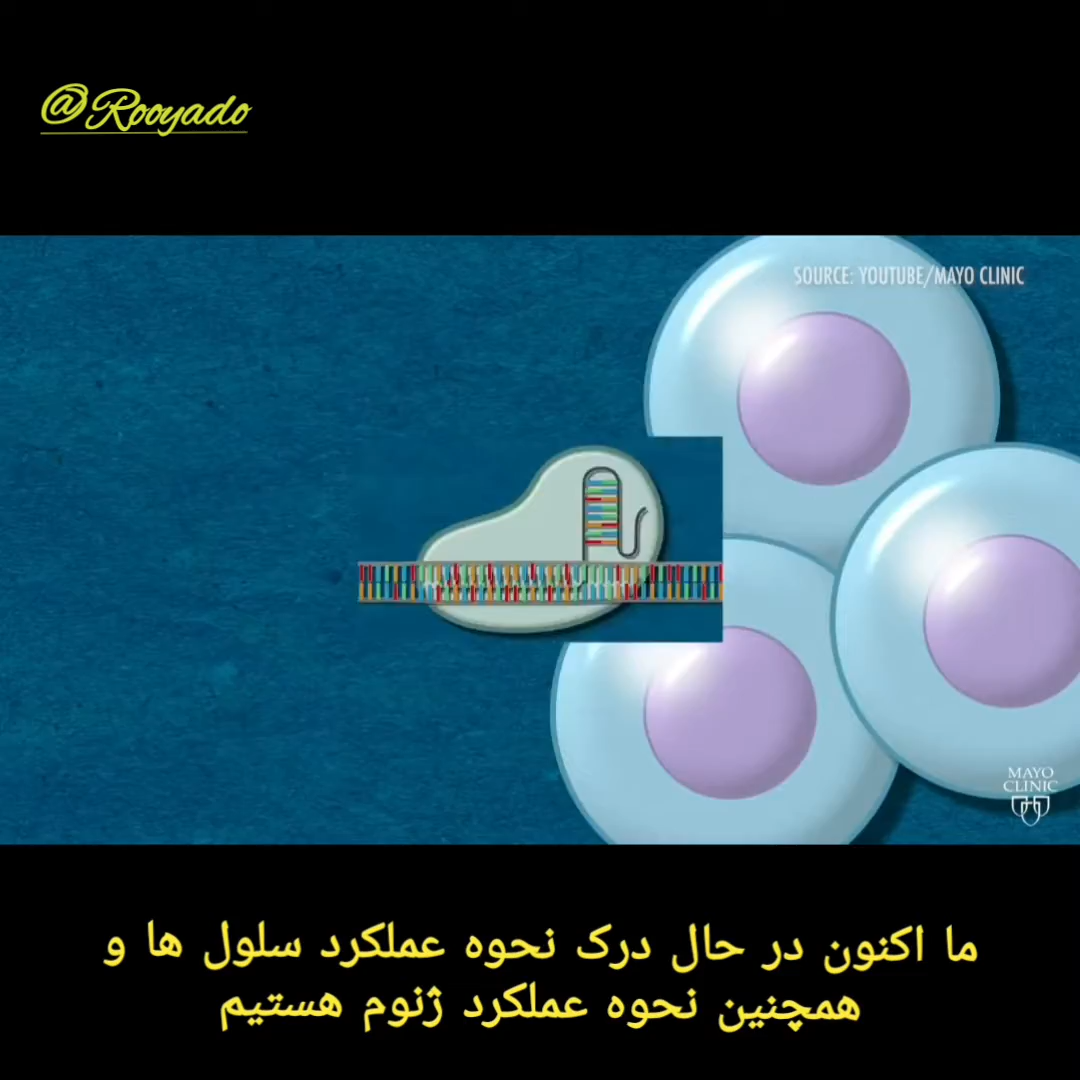 @Rooyado
SOURCE: YOUTUBE/MAYO CLINIC
MAYO
CLINIC
ما اکنون در حال درک نحوه عملکرد سلول ها و
همچنین نحوه عملکرد ژنوم هستیم